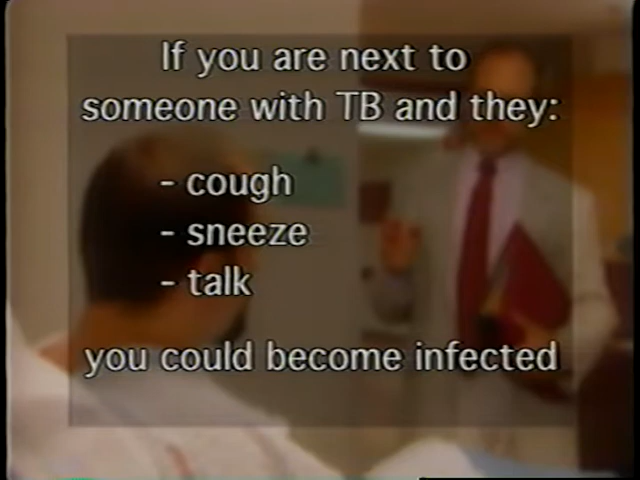 If you are next to
someone with TB and they:
- cough
- sneeze
- talk
you could become infected